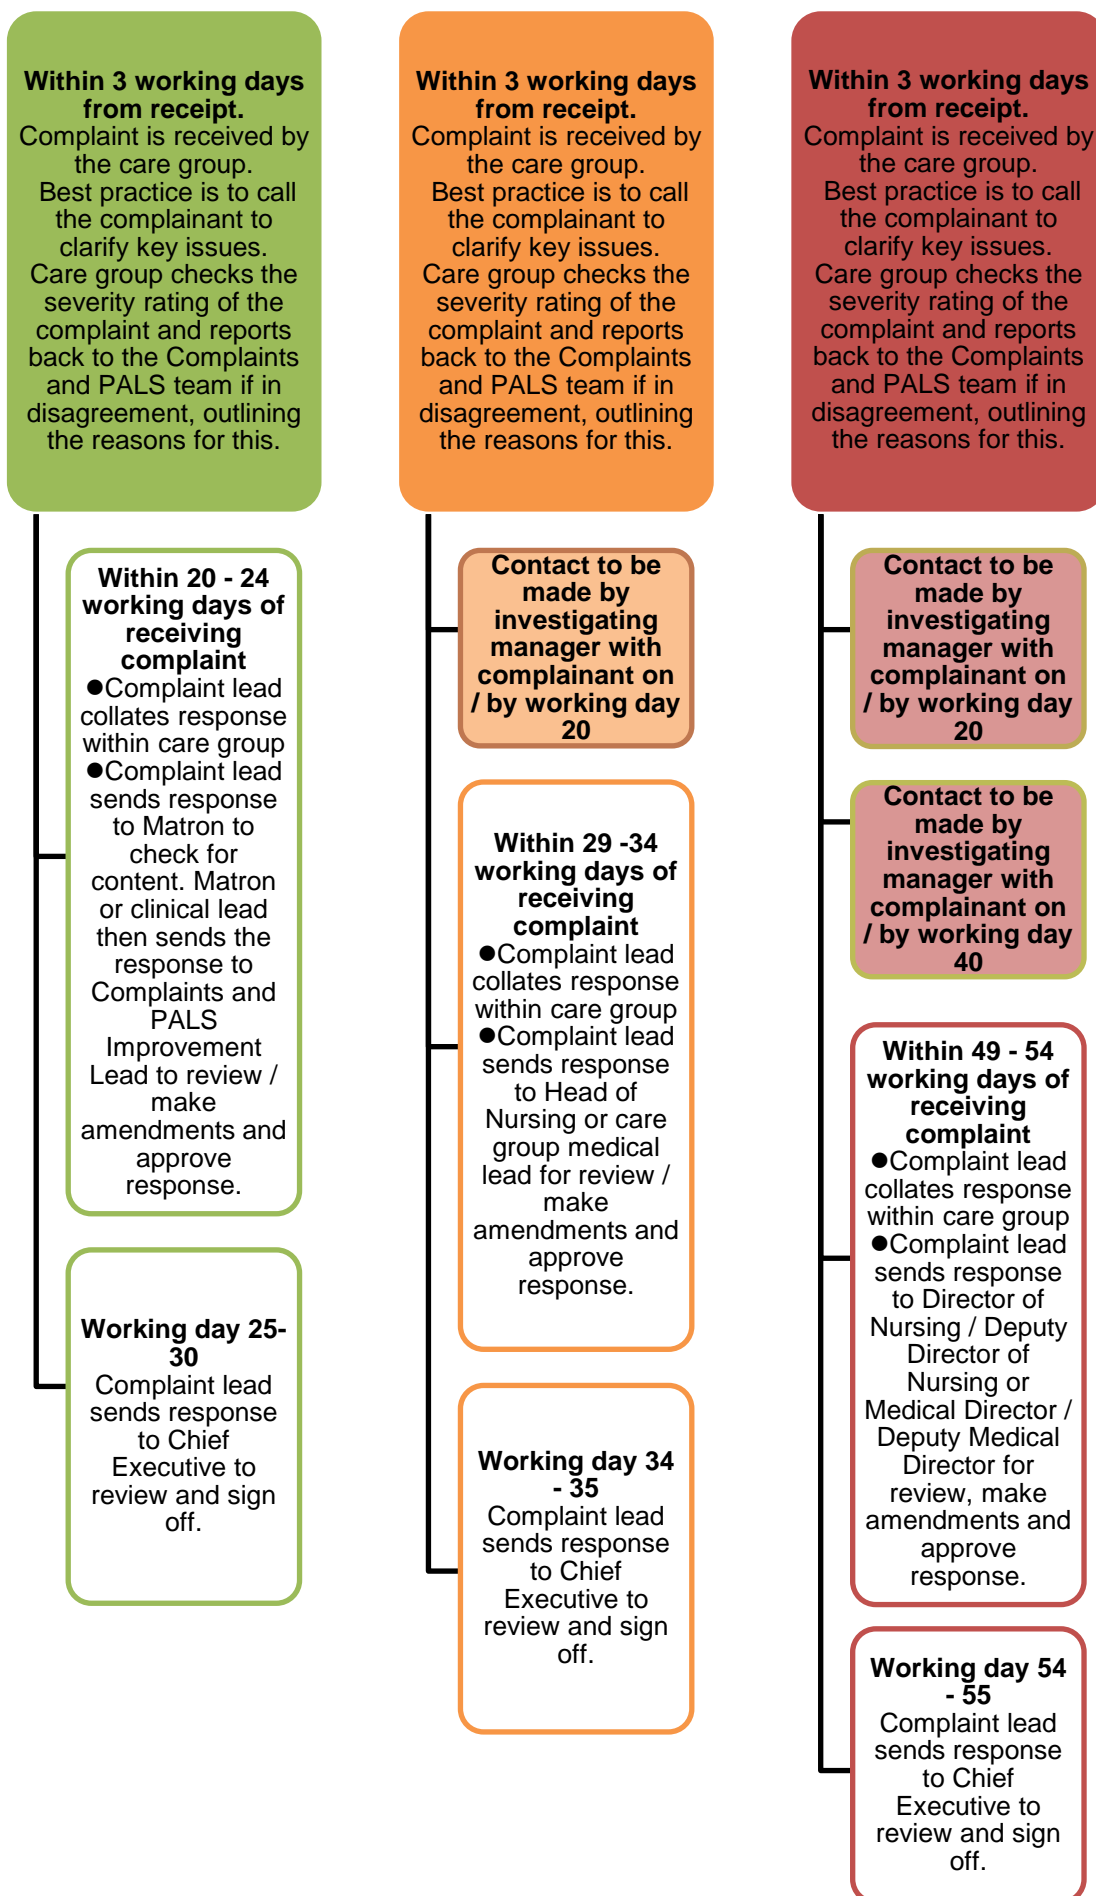 Within 3 working days
from receipt.
Complaint is received by
the care group.
Best practice is to call
the complainant to
clarify key issues.
Care group checks the
severity rating of the
complaint and reports
back to the Complaints
and PALS team if in
disagreement, outlining
the reasons for this.
Within 20 - 24
working days of
receiving
complaint
●Complaint lead
collates response
within care group
●Complaint lead
sends response
to Matron to
check for
content. Matron
or clinical lead
then sends the
response to
Complaints and
PALS
Improvement
Lead to review /
make
amendments and
approve
response.
Working day 25-
30
Complaint lead
sends response
to Chief
Executive to
review and sign
off.
Within 3 working days
from receipt.
Complaint is received by
the care group.
Best practice is to call
the complainant to
clarify key issues.
Care group checks the
severity rating of the
complaint and reports
back to the Complaints
and PALS team if in
disagreement, outlining
the reasons for this.
Contact to be
made by
investigating
manager with
complainant on
/ by working day
20
Within 29 -34
working days of
receiving
complaint
●Complaint lead
collates response
within care group
●Complaint lead
sends response
to Head of
Nursing or care
group medical
lead for review /
make
amendments and
approve
response.
Working day 34
- 35
Complaint lead
sends response
to Chief
Executive to
review and sign
off.
Within 3 working days
from receipt.
Complaint is received by
the care group.
Best practice is to call
the complainant to
clarify key issues.
Care group checks the
severity rating of the
complaint and reports
back to the Complaints
and PALS team if in
disagreement, outlining
the reasons for this.
Contact to be
made by
investigating
manager with
complainant on
/ by working day
20
Contact to be
made by
investigating
manager with
complainant on
/ by working day
40
Within 49 - 54
working days of
receiving
complaint
●Complaint lead
collates response
within care group
●Complaint lead
sends response
to Director of
Nursing / Deputy
Director of
Nursing or
Medical Director /
Deputy Medical
Director for
review, make
amendments and
approve
response.
Working day 54
- 55
Complaint lead
sends response
to Chief
Executive to
review and sign
off.